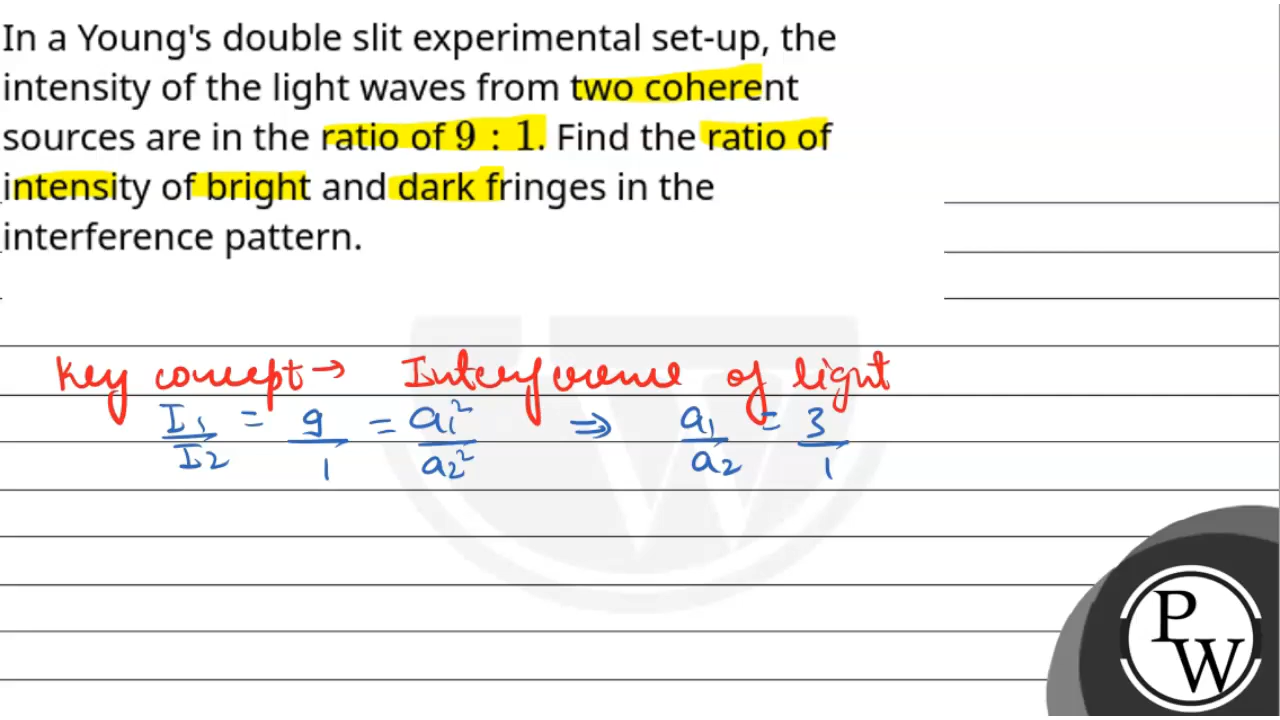 In a Young's double slit experimental set-up, the
intensity of the light waves from two coherent
sources are in the ratio of 9 : 1. Find the ratio of
intensity of bright and dark fringes in the
interference pattern.
Key concept → Interference of light
I₁/I₂ = 9/1 = a₁²/a₂² ⇒ a₁/a₂ = 3/1
P
W